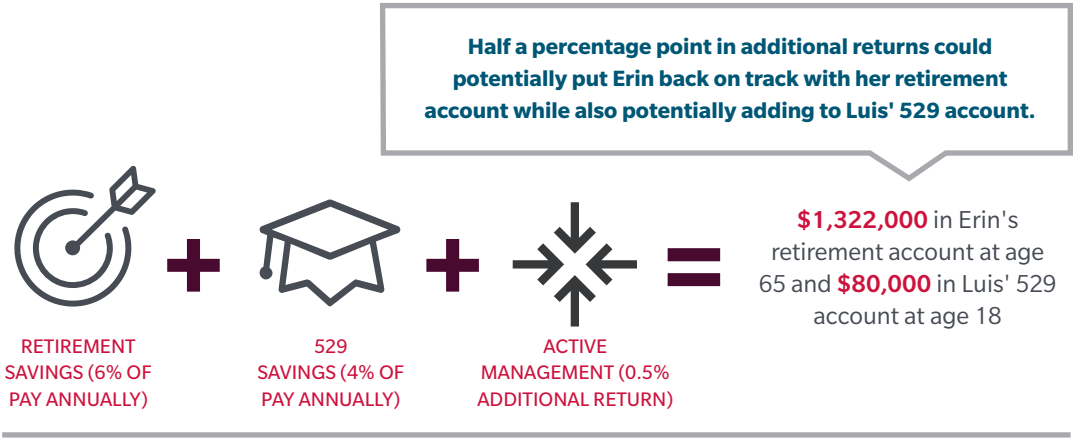 Half a percentage point in additional returns could
potentially put Erin back on track with her retirement
account while also potentially adding to Luis' 529 account.
RETIREMENT
SAVINGS (6% OF
PAY ANNUALLY)
529
SAVINGS (4% OF
PAY ANNUALLY)
ACTIVE
MANAGEMENT (0.5%
ADDITIONAL RETURN)
$1,322,000 in Erin's
retirement account at age
65 and $80,000 in Luis' 529
account at age 18